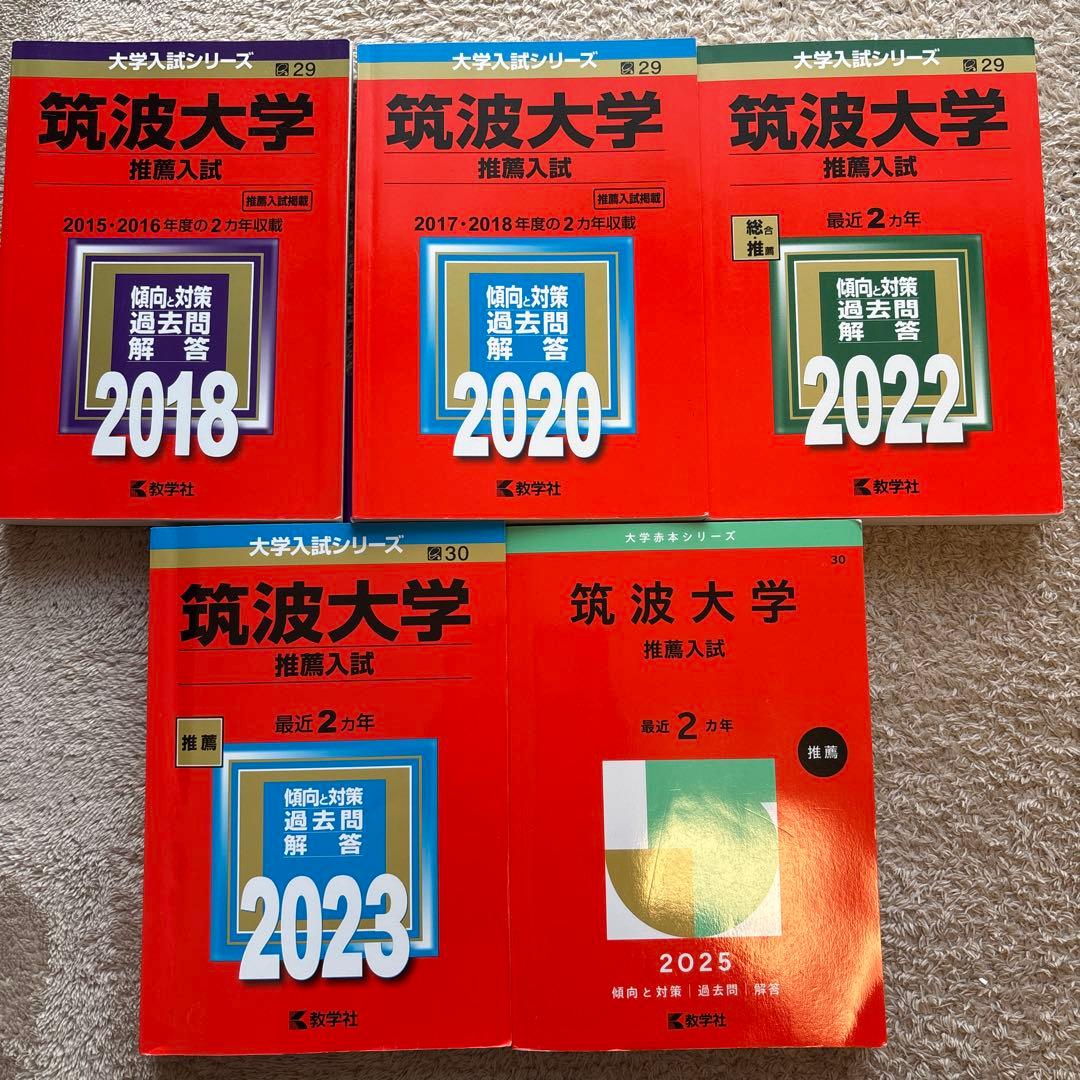 大学入試シリーズ
29
筑波大学
推薦入試
推薦入試掲載
2015・2016年度の2カ年収載
傾向と対策
過去問
解答
2018
教学社
大学入試シリーズ
29
筑波大学
推薦入試
推薦入試掲載
2017・2018年度の2カ年収載
傾向と対策
過去問
解答
2020
教学社
大学入試シリーズ
29
筑波大学
推薦入試
最近2カ年
総合・推薦
傾向と対策
過去問
解答
2022
教学社
大学入試シリーズ
30
筑波大学
推薦入試
最近2カ年
推薦
傾向と対策
過去問
解答
2023
教学社
大学赤本シリーズ
30
筑波大学
推薦入試
最近2カ年
推薦
2025
傾向と対策|過去問|解答
教学社